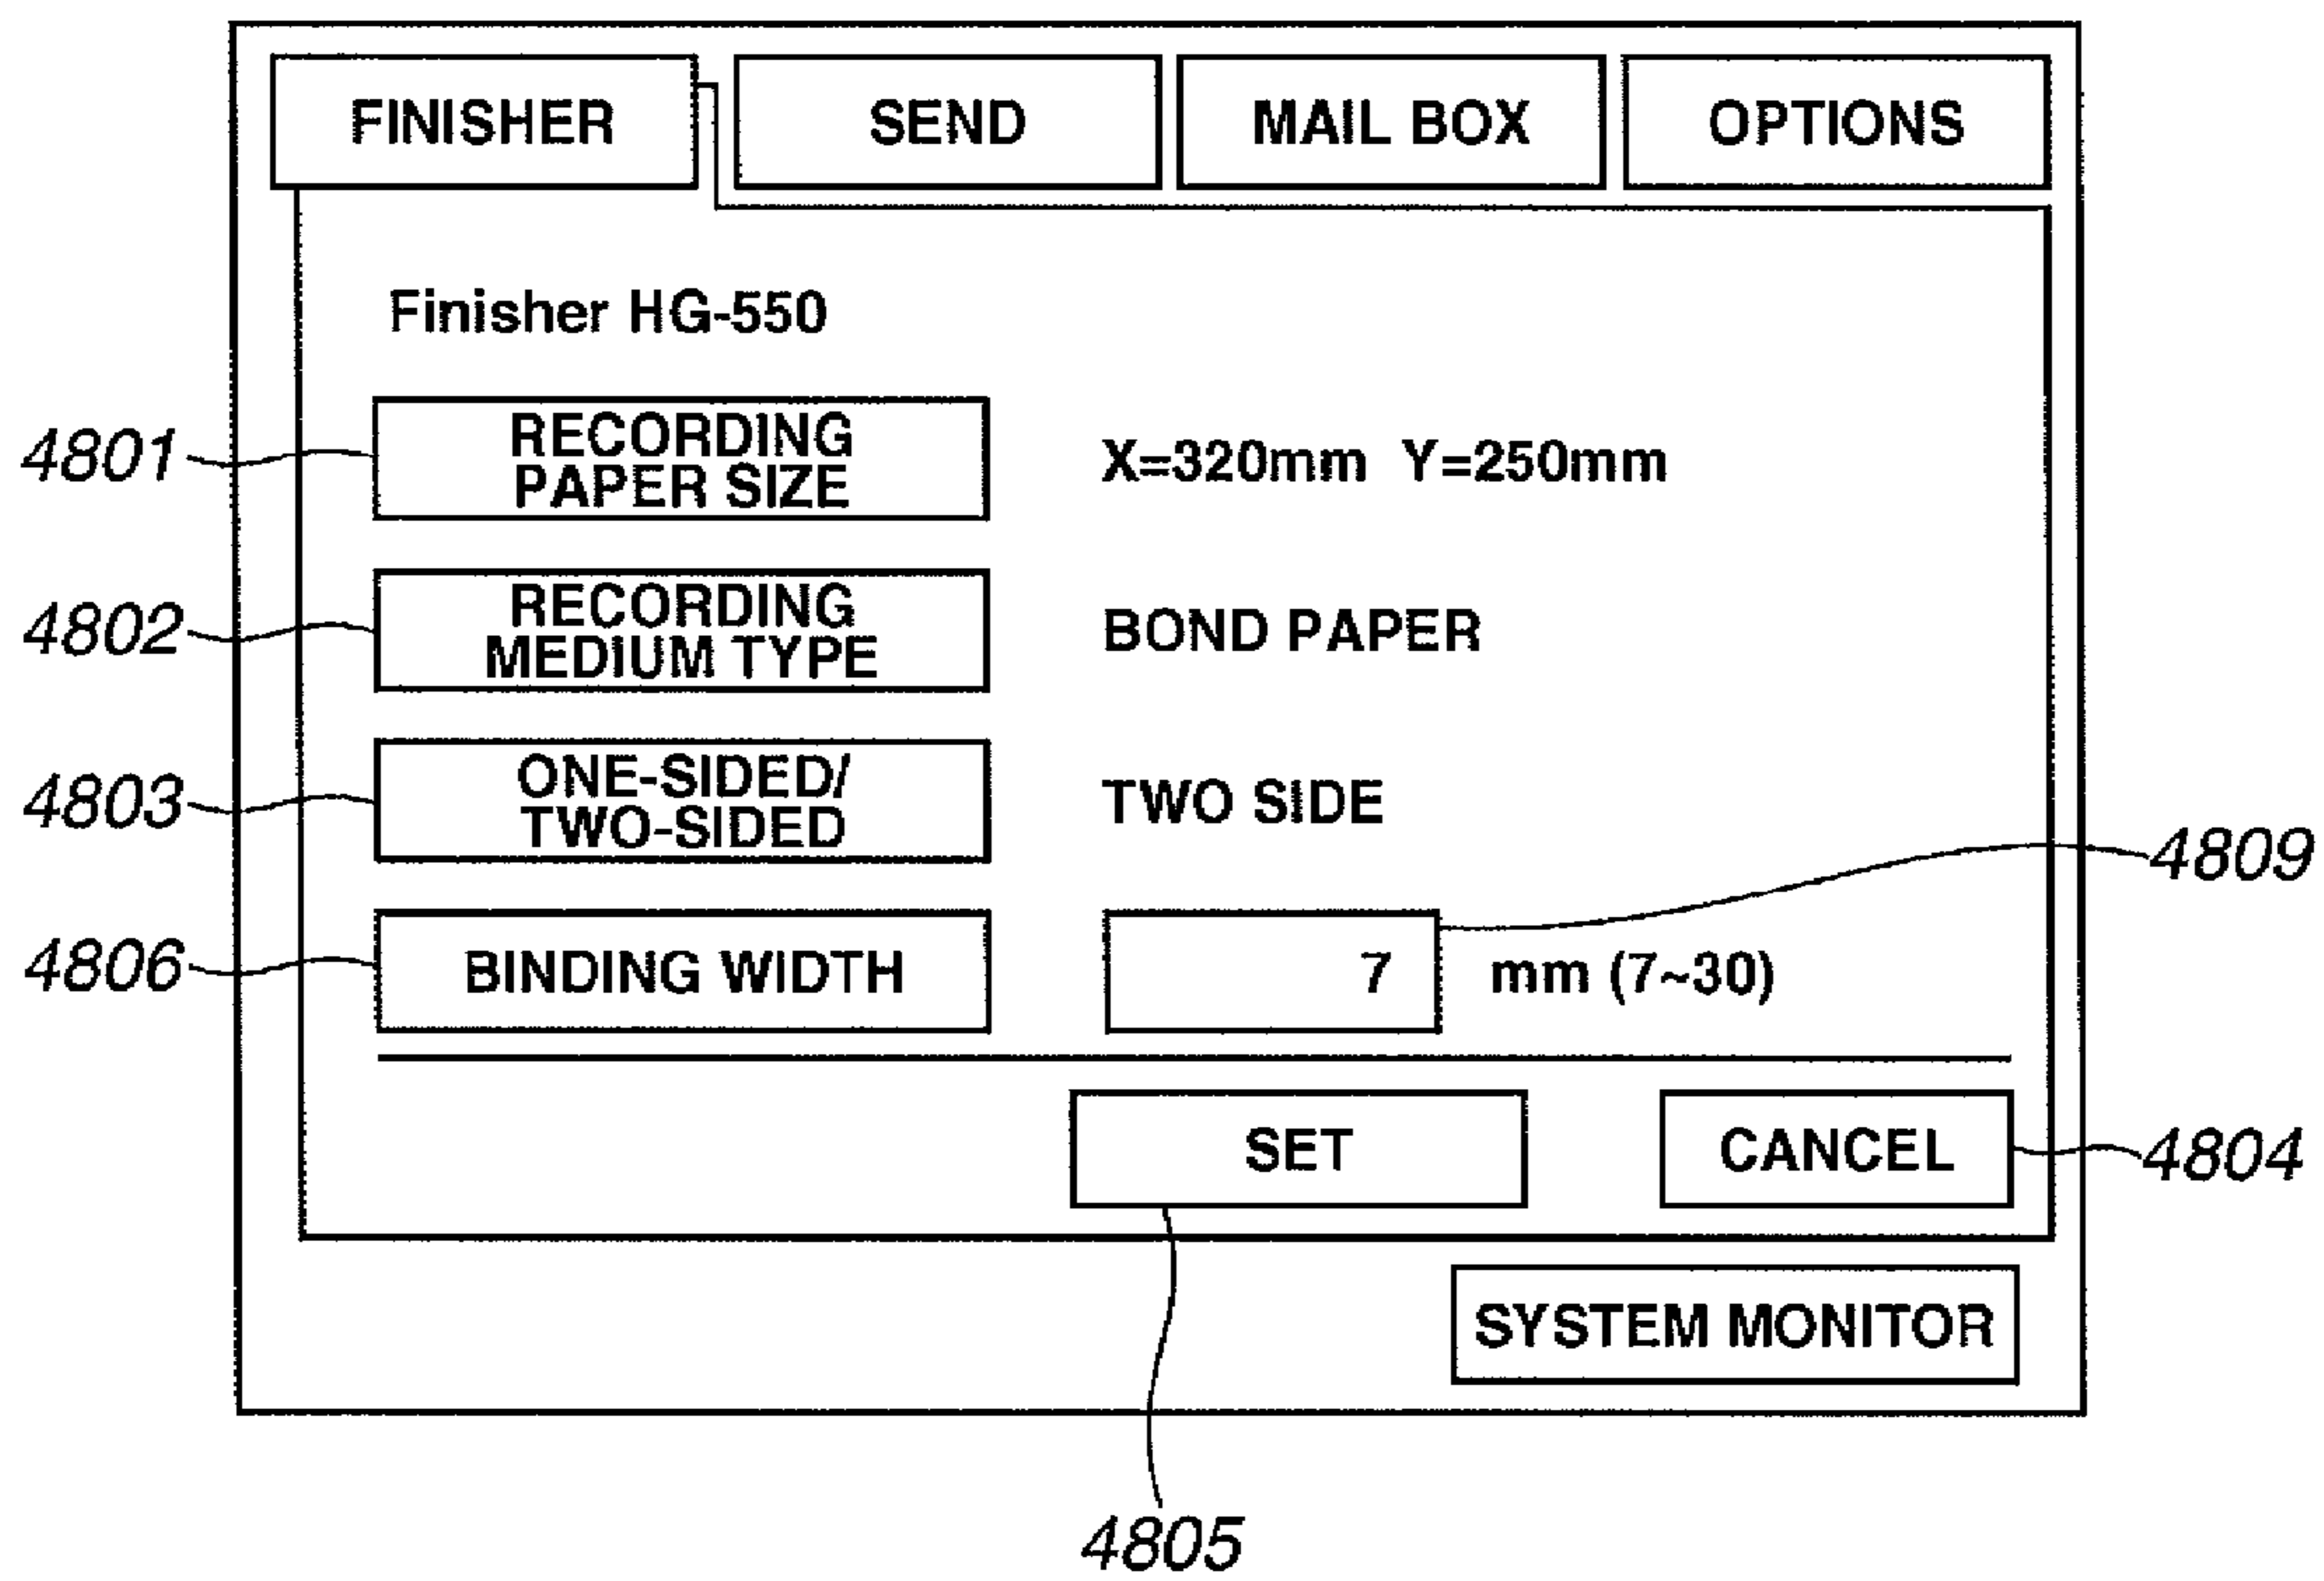 FINISHER
SEND
MAIL BOX
OPTIONS
Finisher HG-550
4801
RECORDING
PAPER SIZE
X=320mm Y=250mm
4802
RECORDING
MEDIUM TYPE
BOND PAPER
4803
ONE-SIDED/
TWO-SIDED
TWO SIDE
4809
4806
BINDING WIDTH
7
mm (7~30)
SET
CANCEL
4804
SYSTEM MONITOR
4805